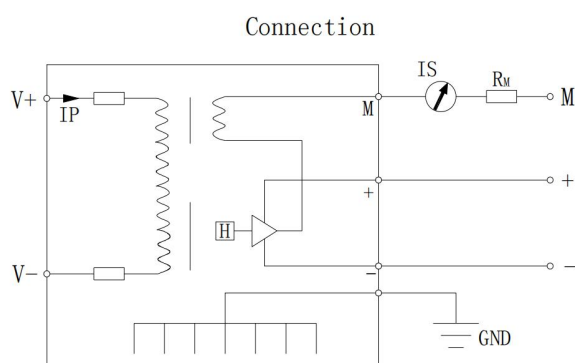 Connection
IS
RM
V+
IP
M
M
+
+
H
V-
-
-
GND